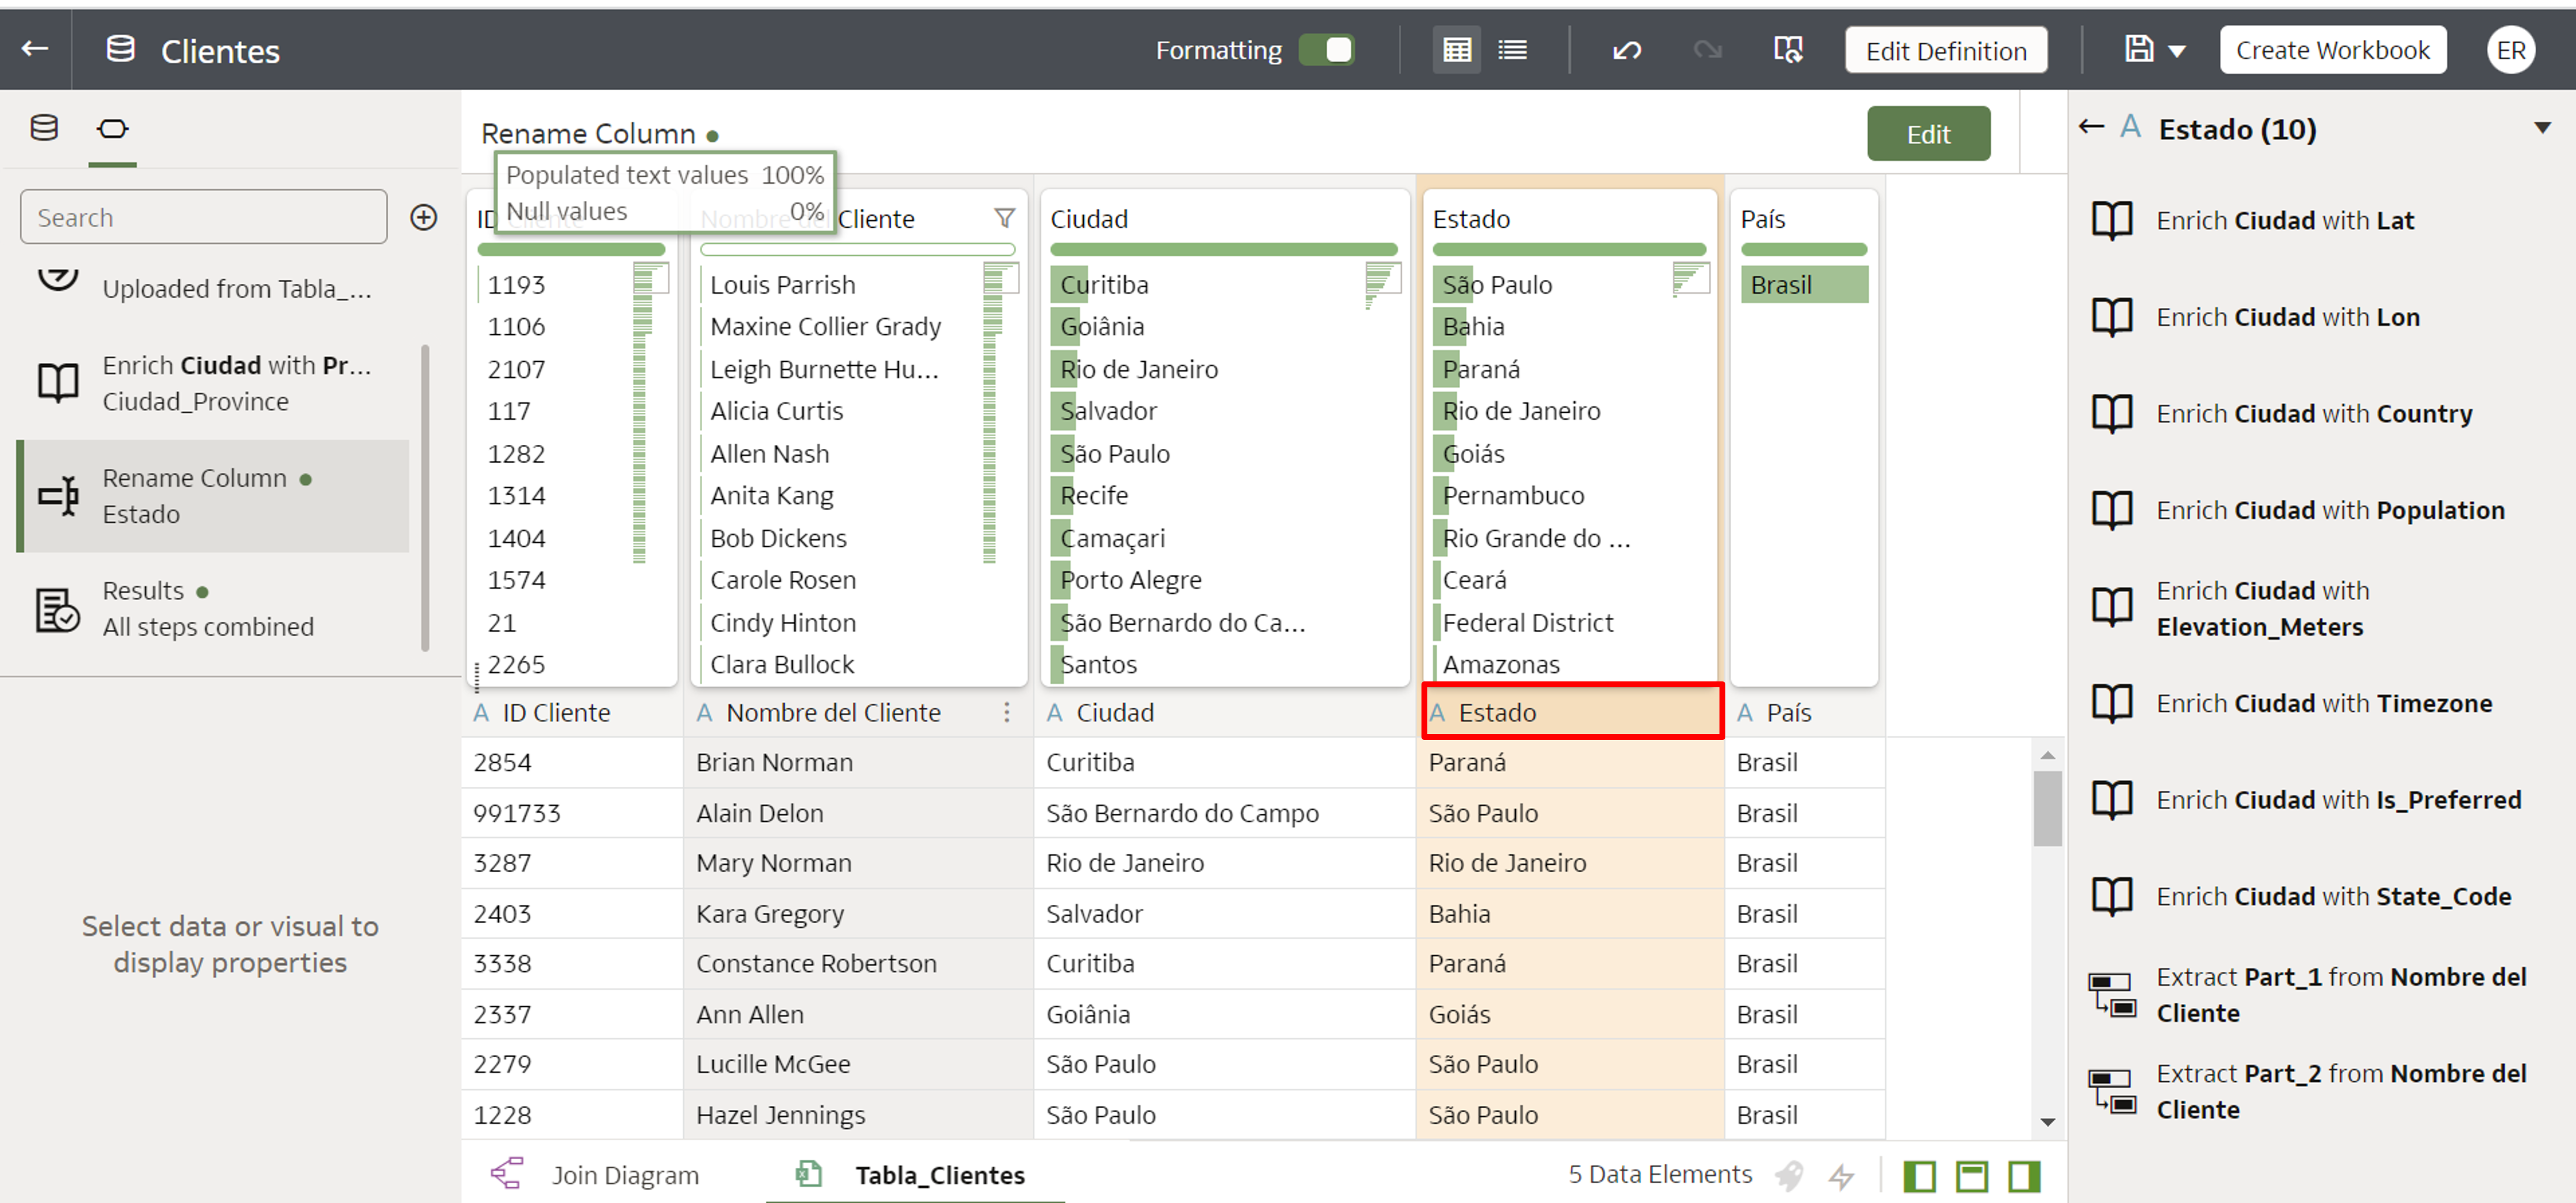 Clientes
Formatting
Edit Definition
Create Workbook
ER
Search
Uploaded from Tabla_...
Enrich Ciudad with Pr...
Ciudad_Province
Rename Column
Estado
Results
All steps combined
Select data or visual to
display properties
Rename Column
Edit
Populated text values 100%
Null values 0%
ID Cliente
Nombre del Cliente
Ciudad
Estado
País
1193 Louis Parrish Curitiba São Paulo Brasil
1106 Maxine Collier Grady Goiânia Bahia
2107 Leigh Burnette Hu... Rio de Janeiro Paraná
117 Alicia Curtis Salvador Rio de Janeiro
1282 Allen Nash São Paulo Goiás
1314 Anita Kang Recife Pernambuco
1404 Bob Dickens Camaçari Rio Grande do ...
1574 Carole Rosen Porto Alegre Ceará
21 Cindy Hinton São Bernardo do Ca... Federal District
2265 Clara Bullock Santos Amazonas
A ID Cliente A Nombre del Cliente A Ciudad A Estado A País
2854 Brian Norman Curitiba Paraná Brasil
991733 Alain Delon São Bernardo do Campo São Paulo Brasil
3287 Mary Norman Rio de Janeiro Rio de Janeiro Brasil
2403 Kara Gregory Salvador Bahia Brasil
3338 Constance Robertson Curitiba Paraná Brasil
2337 Ann Allen Goiânia Goiás Brasil
2279 Lucille McGee São Paulo São Paulo Brasil
1228 Hazel Jennings São Paulo São Paulo Brasil
Join Diagram
Tabla_Clientes
5 Data Elements
A Estado (10)
Enrich Ciudad with Lat
Enrich Ciudad with Lon
Enrich Ciudad with Country
Enrich Ciudad with Population
Enrich Ciudad with
Elevation_Meters
Enrich Ciudad with Timezone
Enrich Ciudad with Is_Preferred
Enrich Ciudad with State_Code
Extract Part_1 from Nombre del
Cliente
Extract Part_2 from Nombre del
Cliente